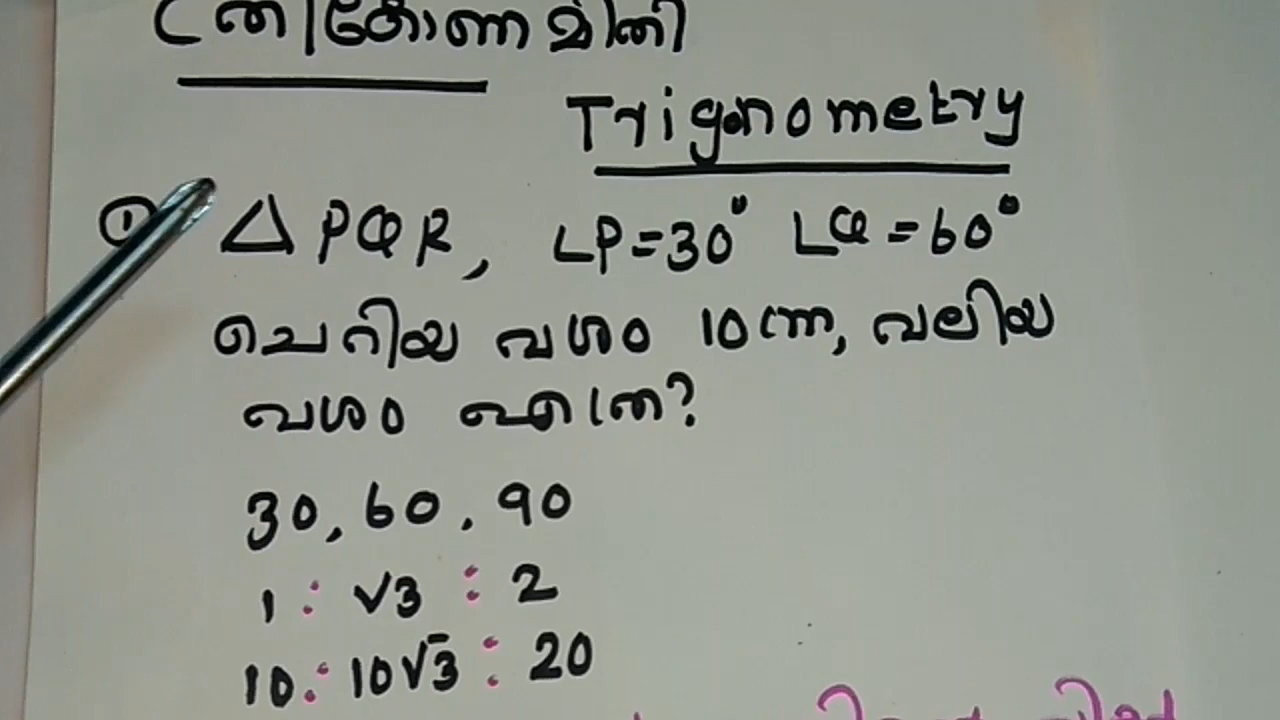 ത്രികോണമിതി
Trigonometry
① △ PQR, ∠P=30° ∠Q=60°
ചെറിയ വശം 10cm, വലിയ
വശം എത്ര?
30, 60, 90
1 : √3 : 2
10 : 10√3 : 20